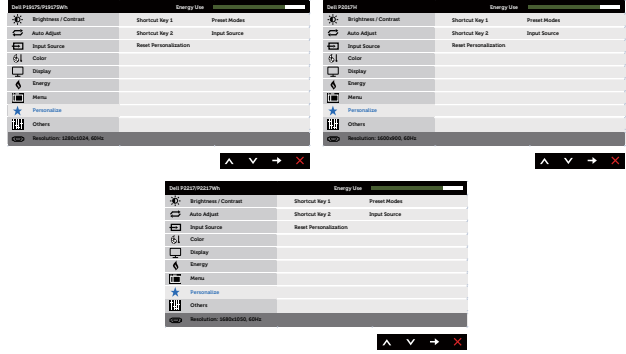 Dell P1917S/P1917SWh Energy Use
Brightness / Contrast Shortcut Key 1 Preset Modes
Auto Adjust Shortcut Key 2 Input Source
Input Source Reset Personalization
Color
Display
Energy
Menu
Personalize
Others
Resolution: 1280x1024, 60Hz
Dell P2017H Energy Use
Brightness / Contrast Shortcut Key 1 Preset Modes
Auto Adjust Shortcut Key 2 Input Source
Input Source Reset Personalization
Color
Display
Energy
Menu
Personalize
Others
Resolution: 1600x900, 60Hz
Dell P2217/P2217Wh Energy Use
Brightness / Contrast Shortcut Key 1 Preset Modes
Auto Adjust Shortcut Key 2 Input Source
Input Source Reset Personalization
Color
Display
Energy
Menu
Personalize
Others
Resolution: 1680x1050, 60Hz